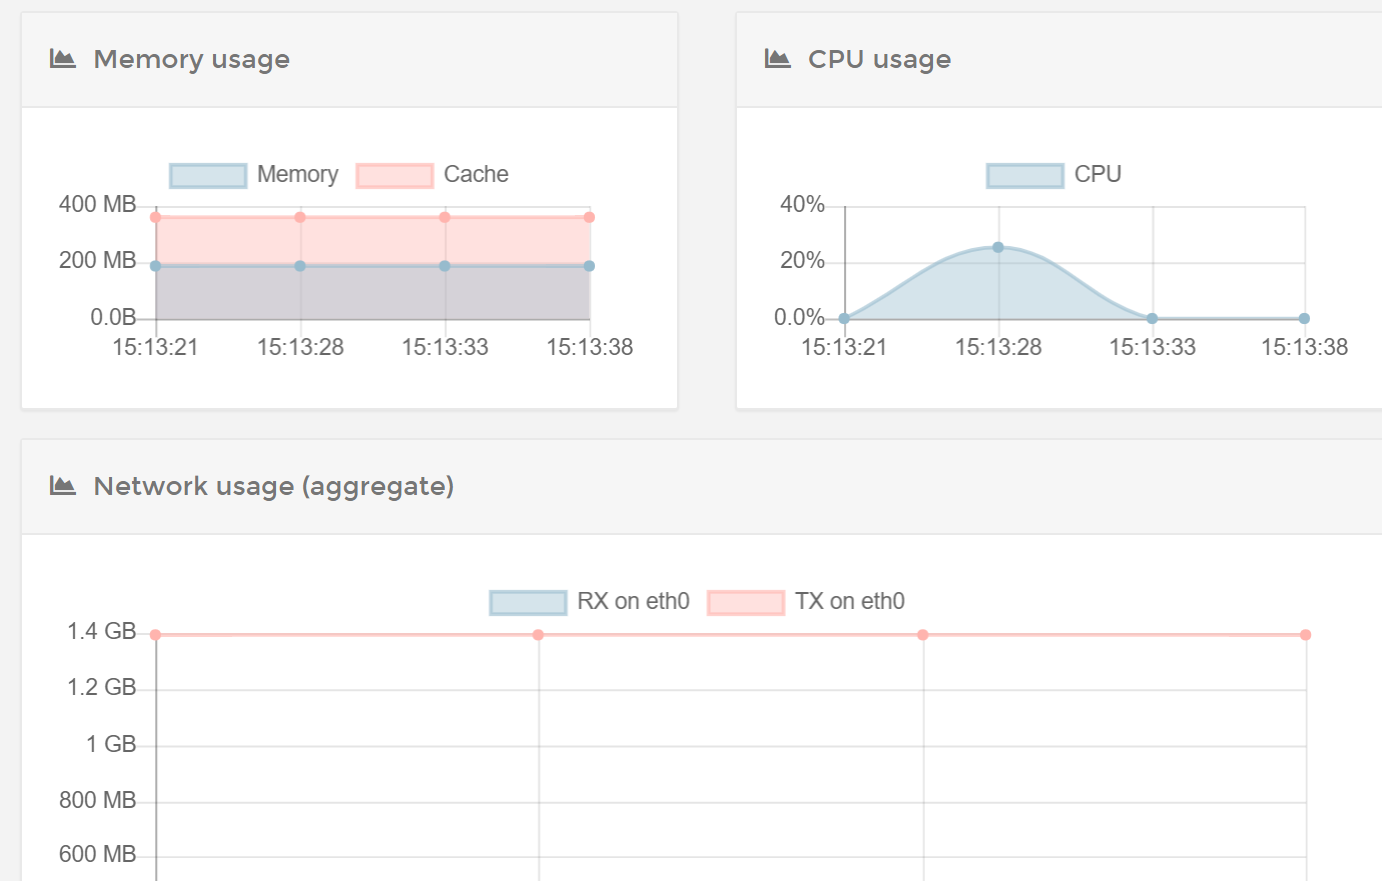 Memory usage
Memory Cache
400 MB
200 MB
0.0B
15:13:21 15:13:28 15:13:33 15:13:38
CPU usage
CPU
40%
20%
0.0%
15:13:21 15:13:28 15:13:33 15:13:38
Network usage (aggregate)
RX on eth0 TX on eth0
1.4 GB
1.2 GB
1 GB
800 MB
600 MB